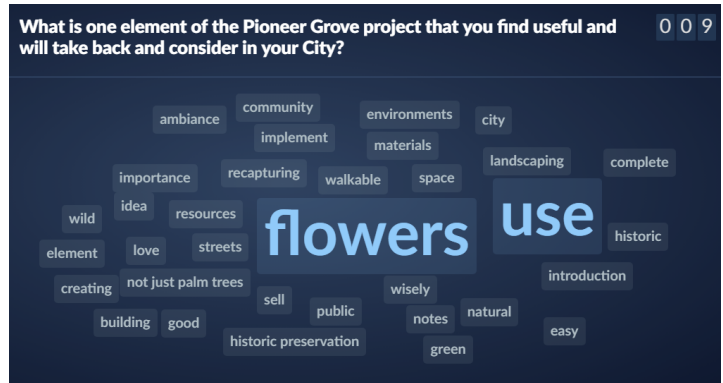 What is one element of the Pioneer Grove project that you find useful and
will take back and consider in your City?
0 0 9
community
ambiance
environments
city
implement
materials
landscaping
complete
recapturing
importance
walkable
space
idea
wild
resources
flowers
use
historic
element
love
streets
introduction
not just palm trees
creating
wisely
sell
public
natural
notes
building
good
easy
historic preservation
green